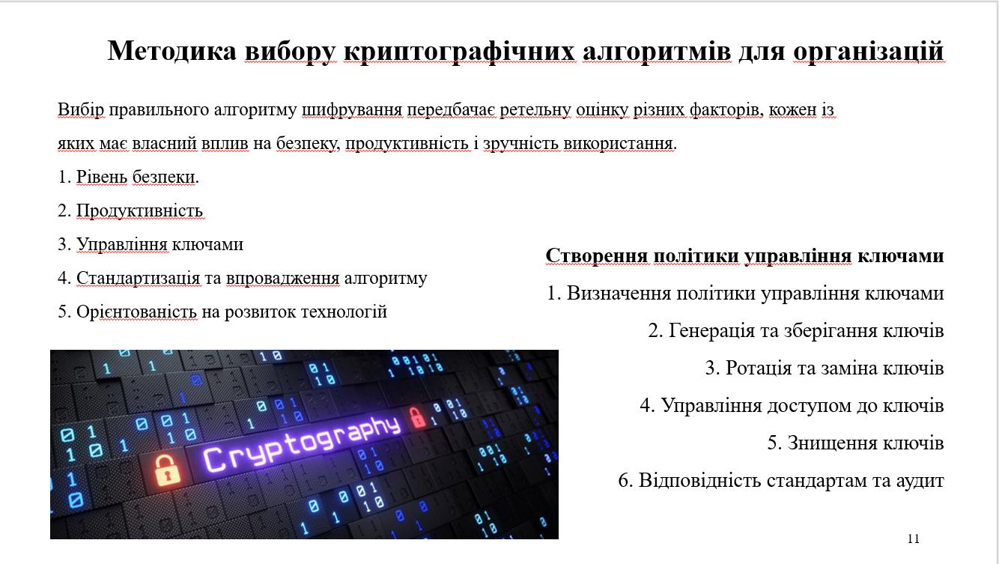 Методика вибору криптографічних алгоритмів для організацій
Вибір правильного алгоритму шифрування передбачає ретельну оцінку різних факторів, кожен із
яких має власний вплив на безпеку, продуктивність і зручність використання.
1. Рівень безпеки.
2. Продуктивність
3. Управління ключами
4. Стандартизація та впровадження алгоритму
5. Орієнтованість на розвиток технологій
Створення політики управління ключами
1. Визначення політики управління ключами
2. Генерація та зберігання ключів
3. Ротація та заміна ключів
4. Управління доступом до ключів
5. Знищення ключів
6. Відповідність стандартам та аудит
Cryptography
11